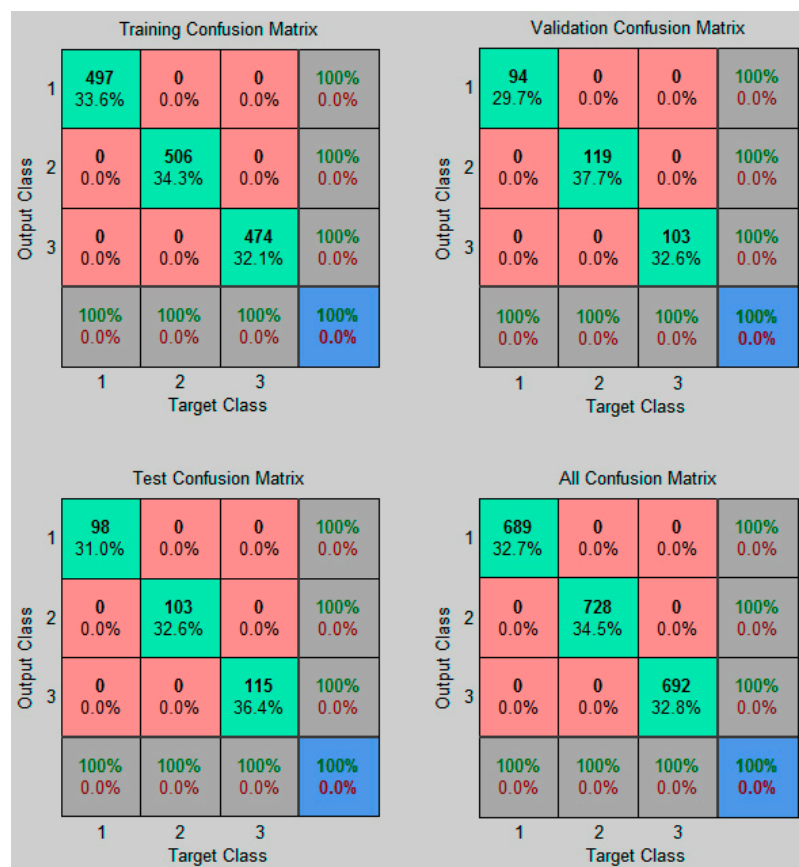 Training Confusion Matrix
497 0 0 100%
1
33.6% 0.0% 0.0% 0.0%
0 506 0 100%
2
0.0% 34.3% 0.0% 0.0%
0 0 474 100%
3
0.0% 0.0% 32.1% 0.0%
100% 100% 100% 100%
0.0% 0.0% 0.0% 0.0%
1 2 3
Output Class
Target Class
Validation Confusion Matrix
94 0 0 100%
1
29.7% 0.0% 0.0% 0.0%
0 119 0 100%
2
0.0% 37.7% 0.0% 0.0%
0 0 103 100%
3
0.0% 0.0% 32.6% 0.0%
100% 100% 100% 100%
0.0% 0.0% 0.0% 0.0%
1 2 3
Output Class
Target Class
Test Confusion Matrix
98 0 0 100%
1
31.0% 0.0% 0.0% 0.0%
0 103 0 100%
2
0.0% 32.6% 0.0% 0.0%
0 0 115 100%
3
0.0% 0.0% 36.4% 0.0%
100% 100% 100% 100%
0.0% 0.0% 0.0% 0.0%
1 2 3
Output Class
Target Class
All Confusion Matrix
689 0 0 100%
1
32.7% 0.0% 0.0% 0.0%
0 728 0 100%
2
0.0% 34.5% 0.0% 0.0%
0 0 692 100%
3
0.0% 0.0% 32.8% 0.0%
100% 100% 100% 100%
0.0% 0.0% 0.0% 0.0%
1 2 3
Output Class
Target Class